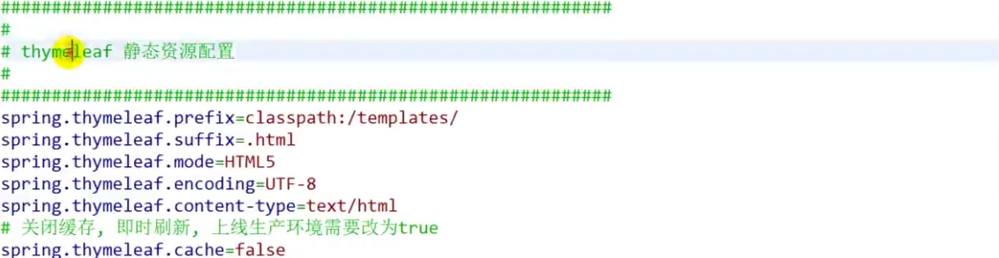 ############################################################
#
# thymeleaf 静态资源配置
#
############################################################
spring.thymeleaf.prefix=classpath:/templates/
spring.thymeleaf.suffix=.html
spring.thymeleaf.mode=HTML5
spring.thymeleaf.encoding=UTF-8
spring.thymeleaf.content-type=text/html
# 关闭缓存, 即时刷新, 上线生产环境需要改为true
spring.thymeleaf.cache=false